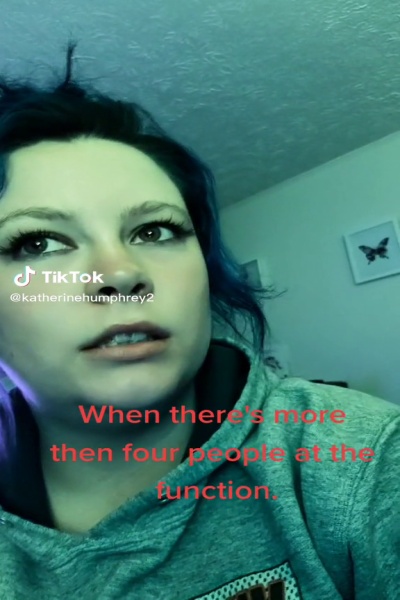 TikTok
@katherinehumphrey2
When there's more
then four people at the
function.